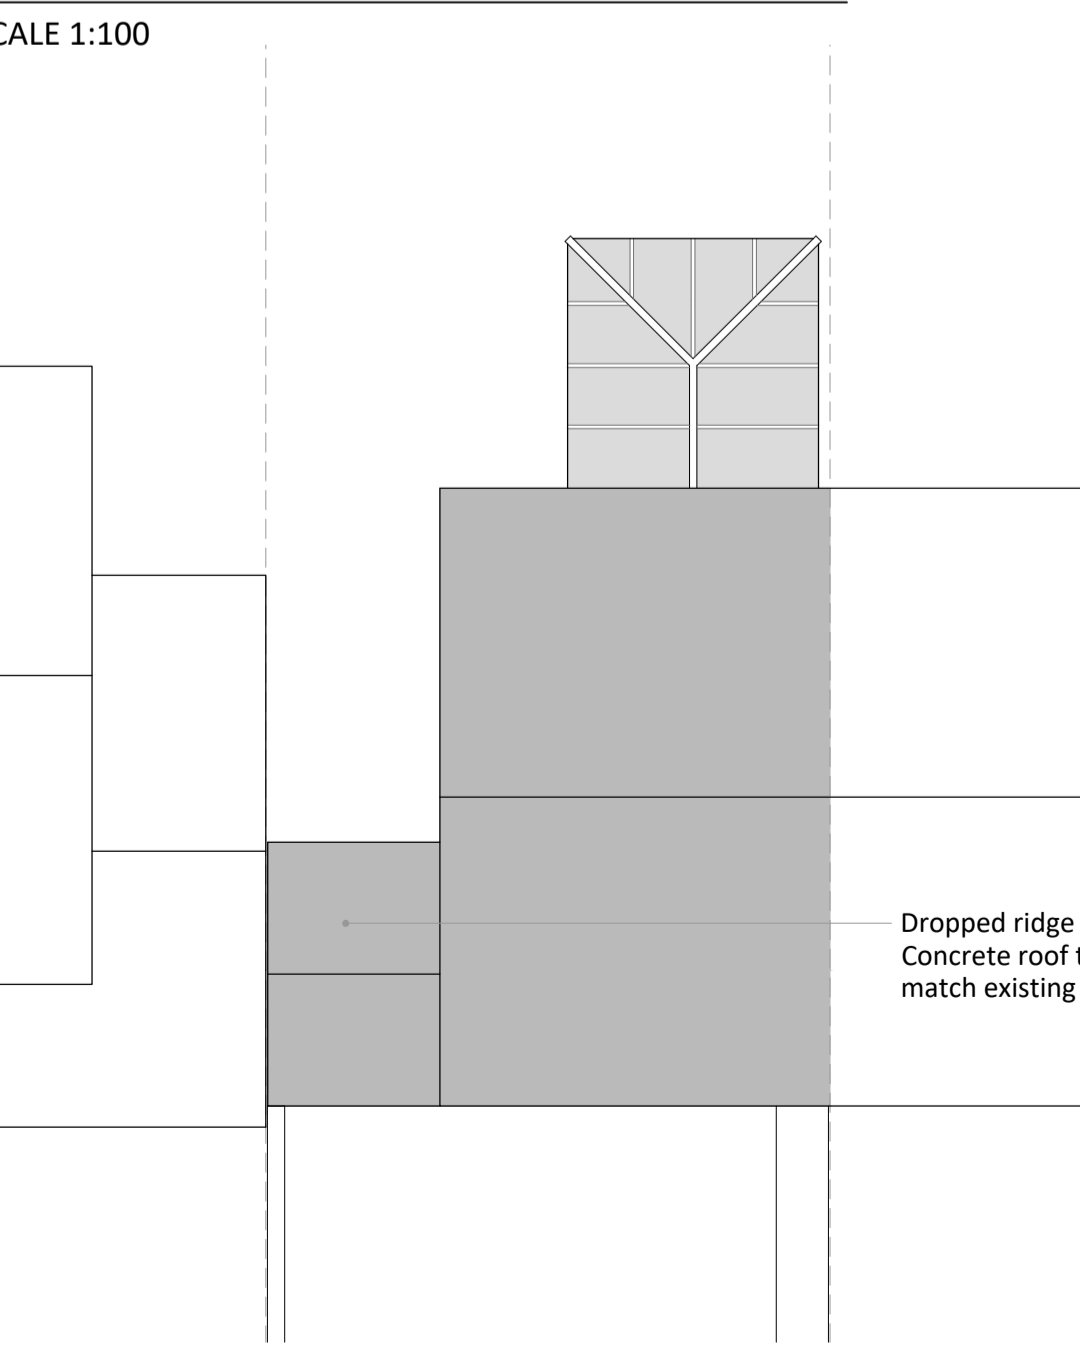 CALE 1:100
Dropped ridge
Concrete roof t
match existing